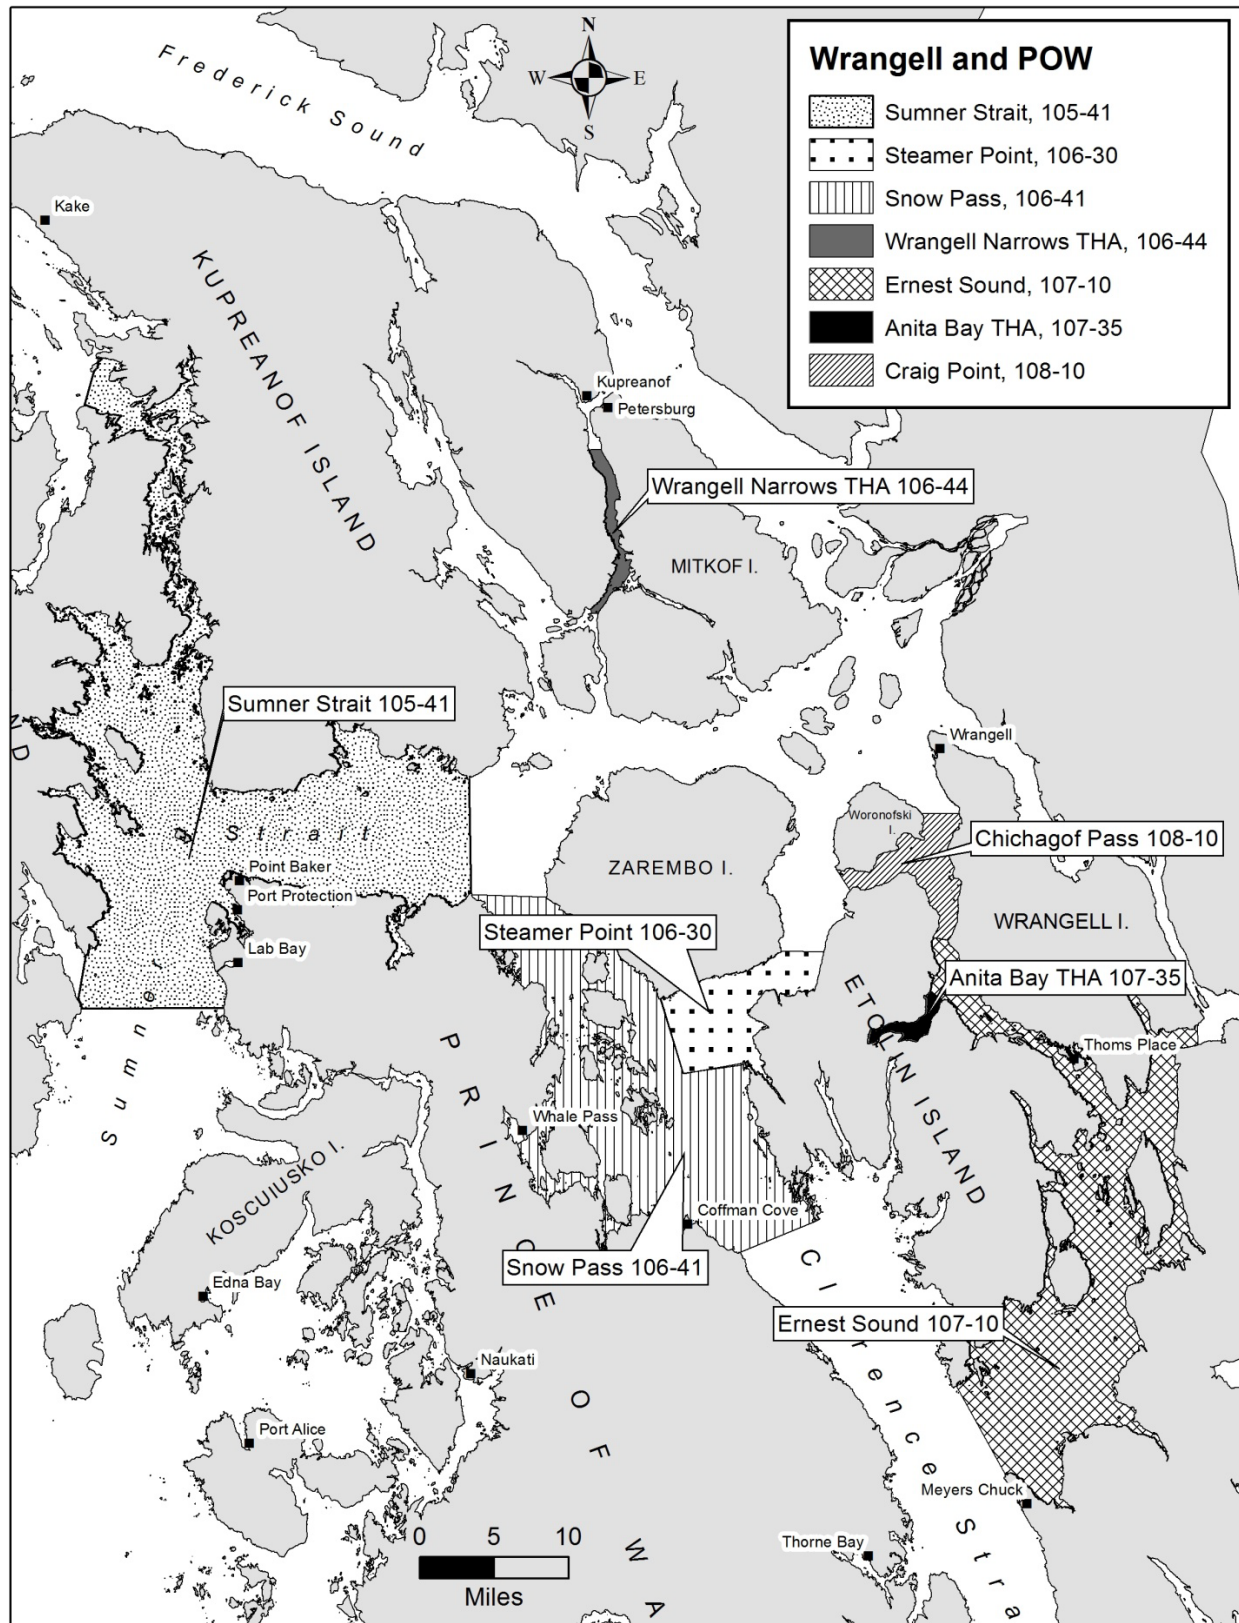 N
W E
S
Wrangell and POW
Sumner Strait, 105-41
Steamer Point, 106-30
Snow Pass, 106-41
Wrangell Narrows THA, 106-44
Ernest Sound, 107-10
Anita Bay THA, 107-35
Craig Point, 108-10
Frederick Sound
Kake
KUPREANOF ISLAND
Kupreanof
Petersburg
Wrangell Narrows THA 106-44
MITKOF I.
Sumner Strait 105-41
ND
Wrangell
Woronofski
I.
Strait
Chichagof Pass 108-10
Point Baker
ZAREMBO I.
Port Protection
Steamer Point 106-30
WRANGELL I.
Lab Bay
Anita Bay THA 107-35
ETOLIN ISLAND
Sumn
Thoms Place
PRINCE OF WA
Whale Pass
KOSCUIUSKO I.
Coffman Cove
Snow Pass 106-41
Clarence Stra
Edna Bay
Ernest Sound 107-10
Naukati
Port Alice
Meyers Chuck
0 5 10
Miles
Thorne Bay